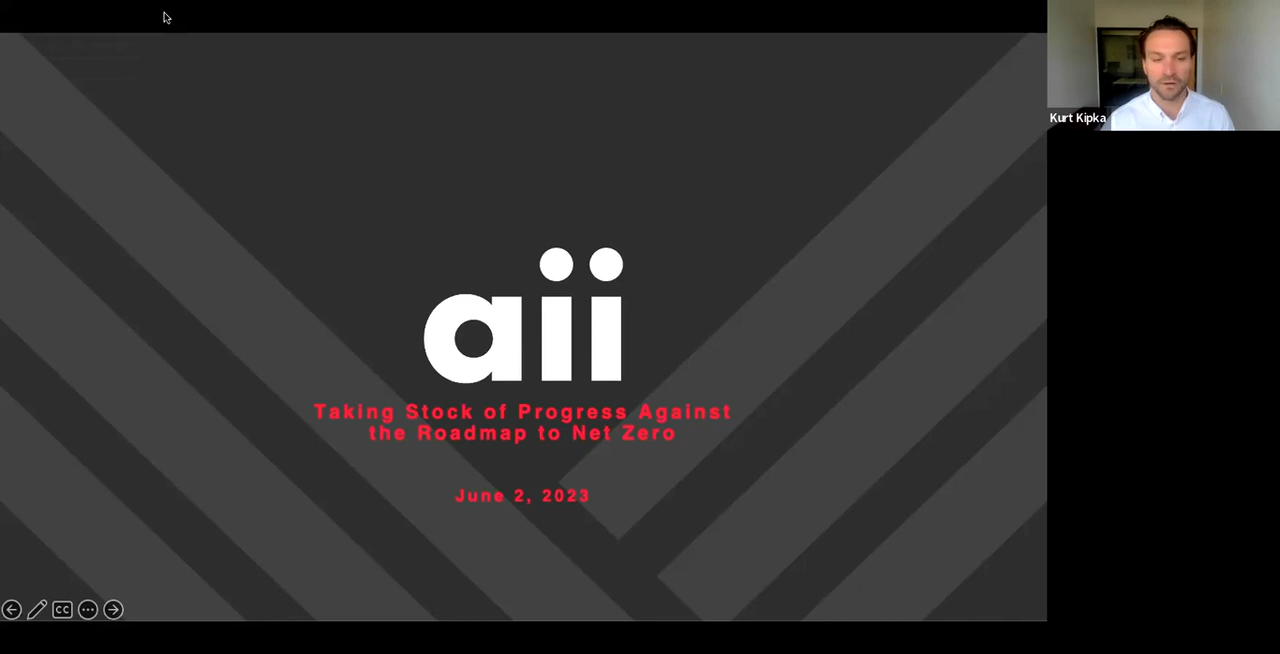 Kurt Kipka
aii
Taking Stock of Progress Against
the Roadmap to Net Zero
June 2, 2023
CC